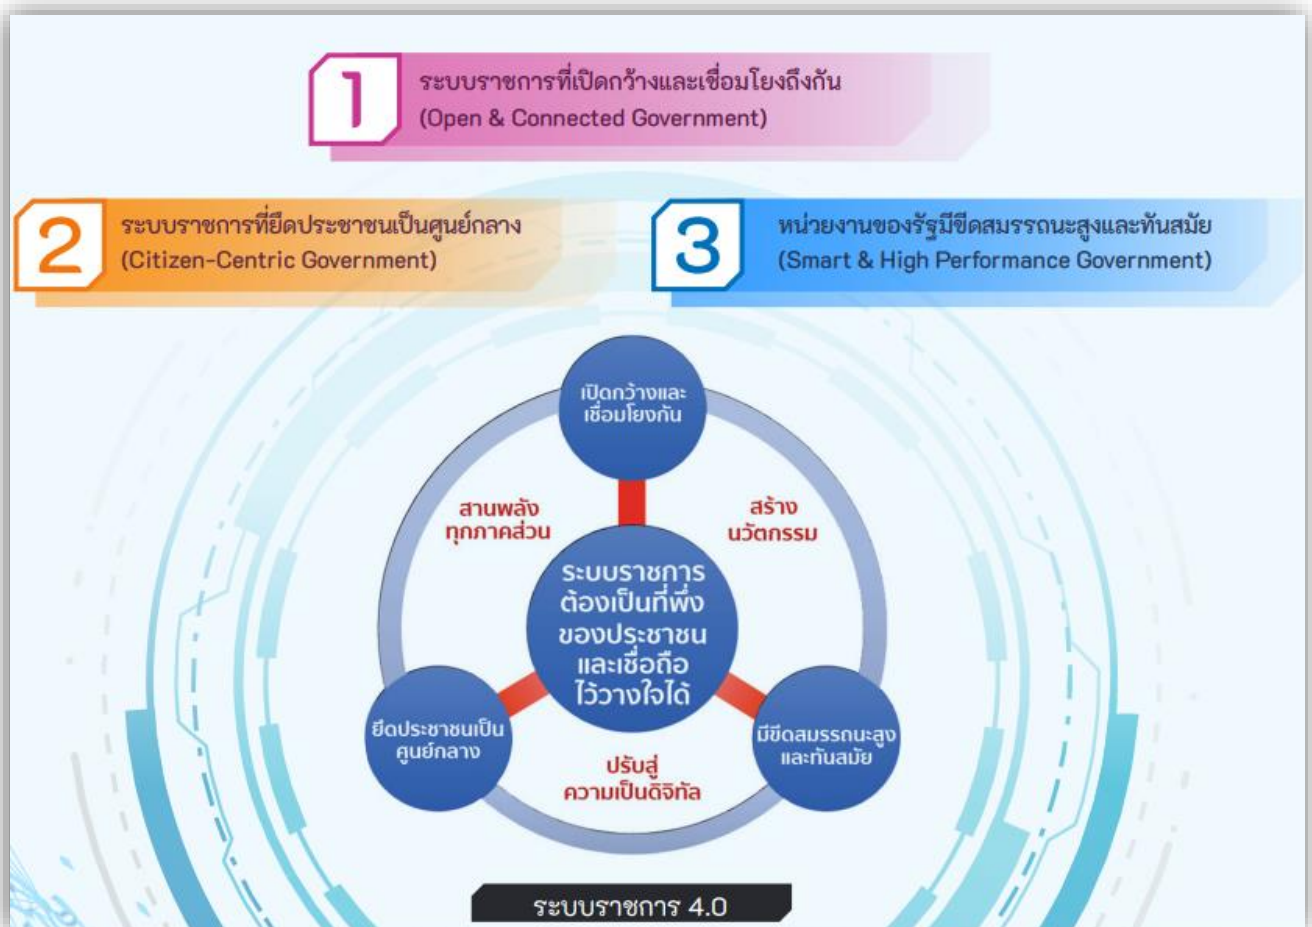 1
ระบบราชการที่เปิดกว้างและเชื่อมโยงถึงกัน
(Open & Connected Government)
2
ระบบราชการที่ยึดประชาชนเป็นศูนย์กลาง
(Citizen-Centric Government)
3
หน่วยงานของรัฐมีขีดสมรรถนะสูงและทันสมัย
(Smart & High Performance Government)
เปิดกว้างและ
เชื่อมโยงกัน
สานพลัง
ทุกภาคส่วน
สร้าง
นวัตกรรม
ระบบราชการ
ต้องเป็นที่พึ่ง
ของประชาชน
และเชื่อถือ
ไว้วางใจได้
ยึดประชาชนเป็น
ศูนย์กลาง
มีขีดสมรรถนะสูง
และทันสมัย
ปรับสู่
ความเป็นดิจิทัล
ระบบราชการ 4.0